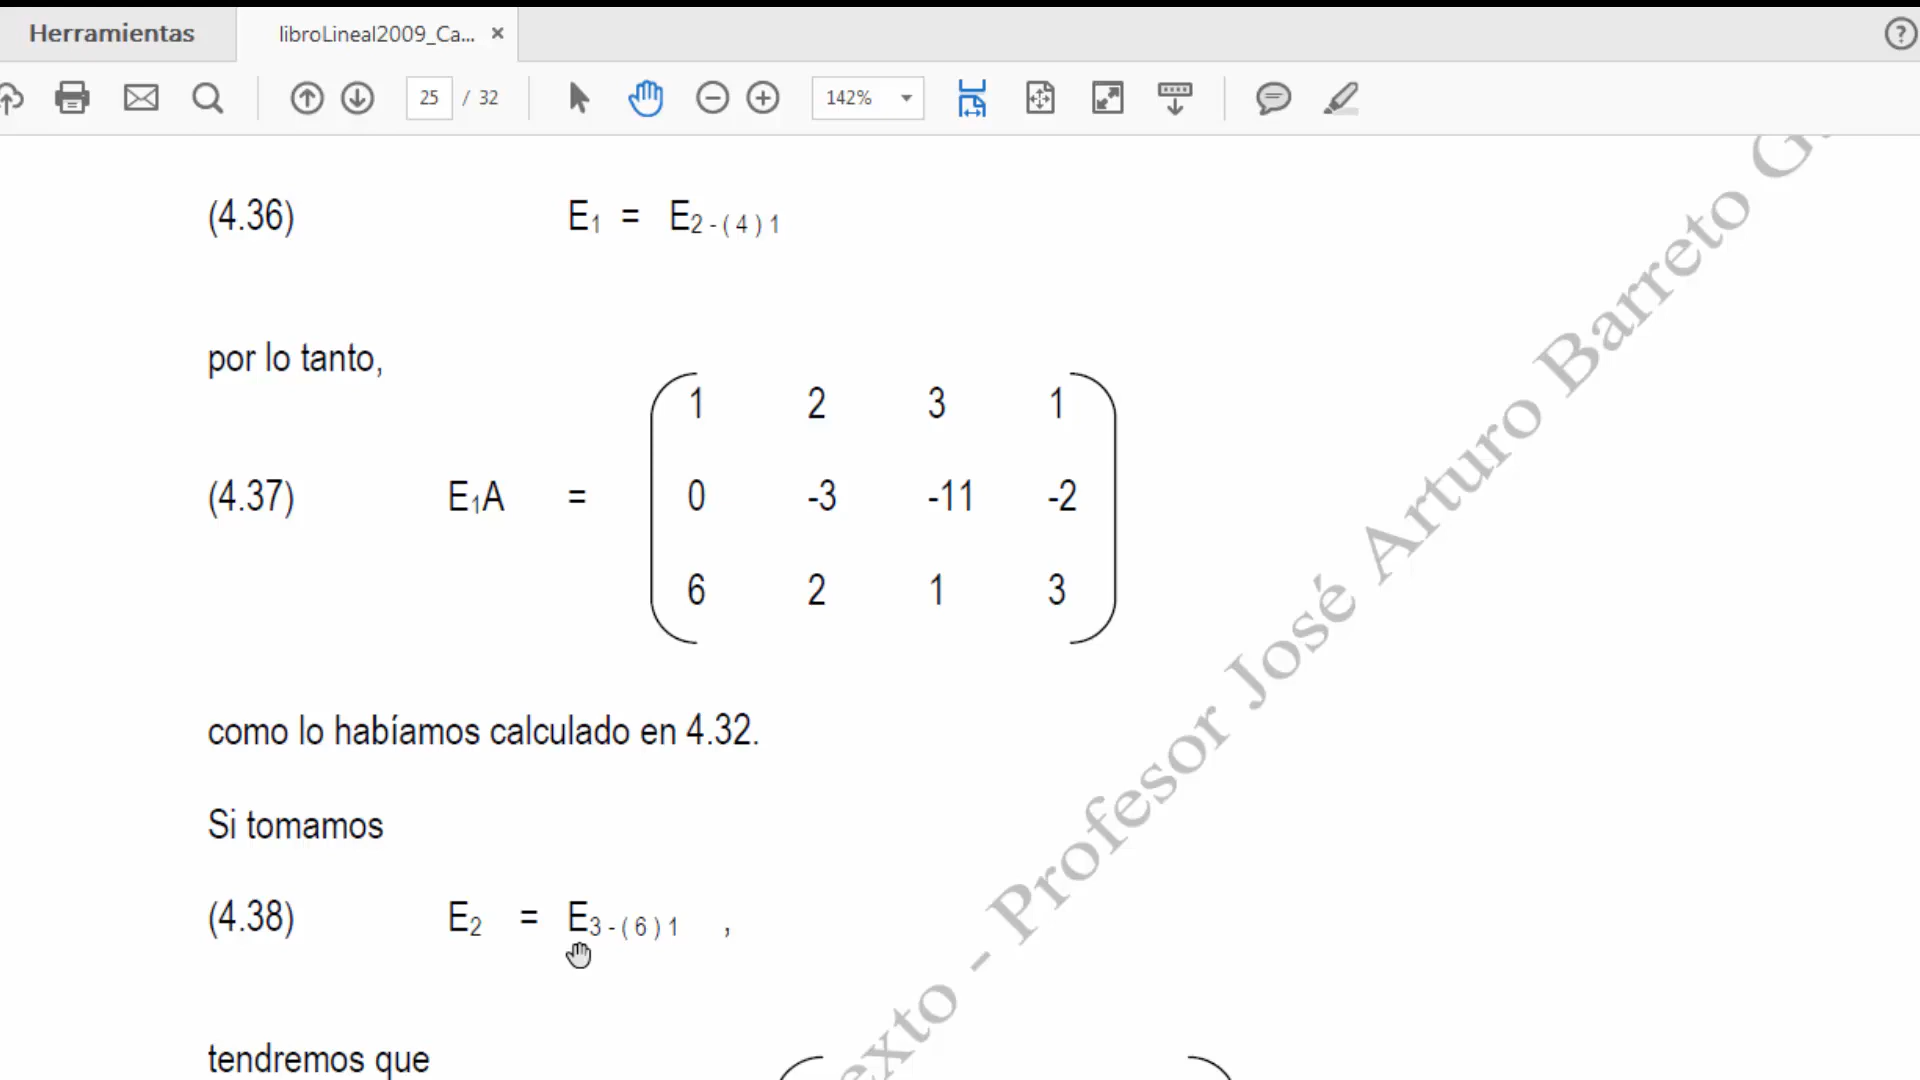 Herramientas
libroLineal2009_Ca... ×
?
25 / 32
142%
(4.36) E₁ = E₂ ₋ ₍ ₄ ₎ ₁
por lo tanto,
1 2 3 1
(4.37) E₁A = 0 -3 -11 -2
6 2 1 3
como lo habíamos calculado en 4.32.
Si tomamos
(4.38) E₂ = E₃ ₋ ₍ ₆ ₎ ₁ ,
tendremos que
exto - Profesor José Arturo Barreto